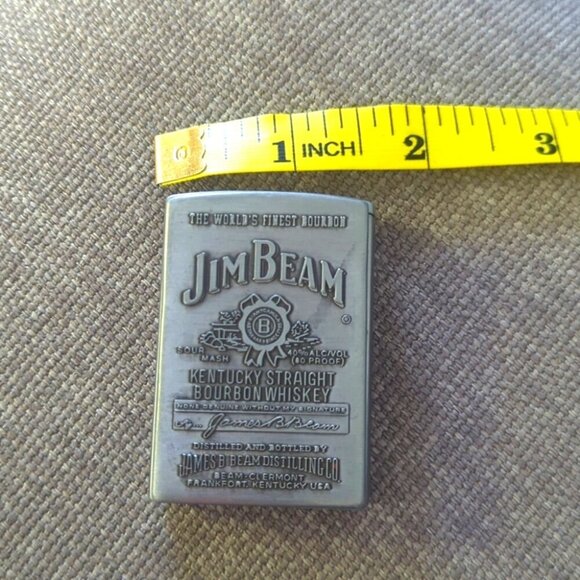 1 INCH 2 3
THE WORLD'S FINEST BOURBON
JIM BEAM
B
®
SOUR MASH
40% ALC/VOL (80 PROOF)
KENTUCKY STRAIGHT
BOURBON WHISKEY
NONE GENUINE WITHOUT MY SIGNATURE
James B. Beam
DISTILLED AND BOTTLED BY
JAMES B BEAM DISTILLING CO.
BEAM·CLERMONT
FRANKFORT, KENTUCKY U.S.A.